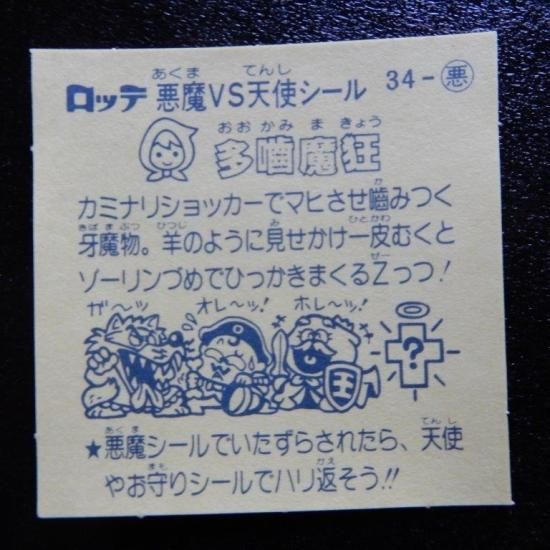 あくま てんし
ロッテ 悪魔VS天使シール 34-悪
おおかみまきょう
多噛魔狂
か
カミナリショッカーでマヒさせ噛みつく
きばまぶつ ひつじ み ひとかわ
牙魔物。羊のように見せかけ一皮むくと
ぜー
ゾーリンづめでひっかきまくるZっつ!
ガ〜ッ オレ〜ッ! ホレ〜ッ!
王 ?
あくま てんし
★悪魔シールでいたずらされたら、天使
まも かえ
やお守りシールでハリ返そう!!